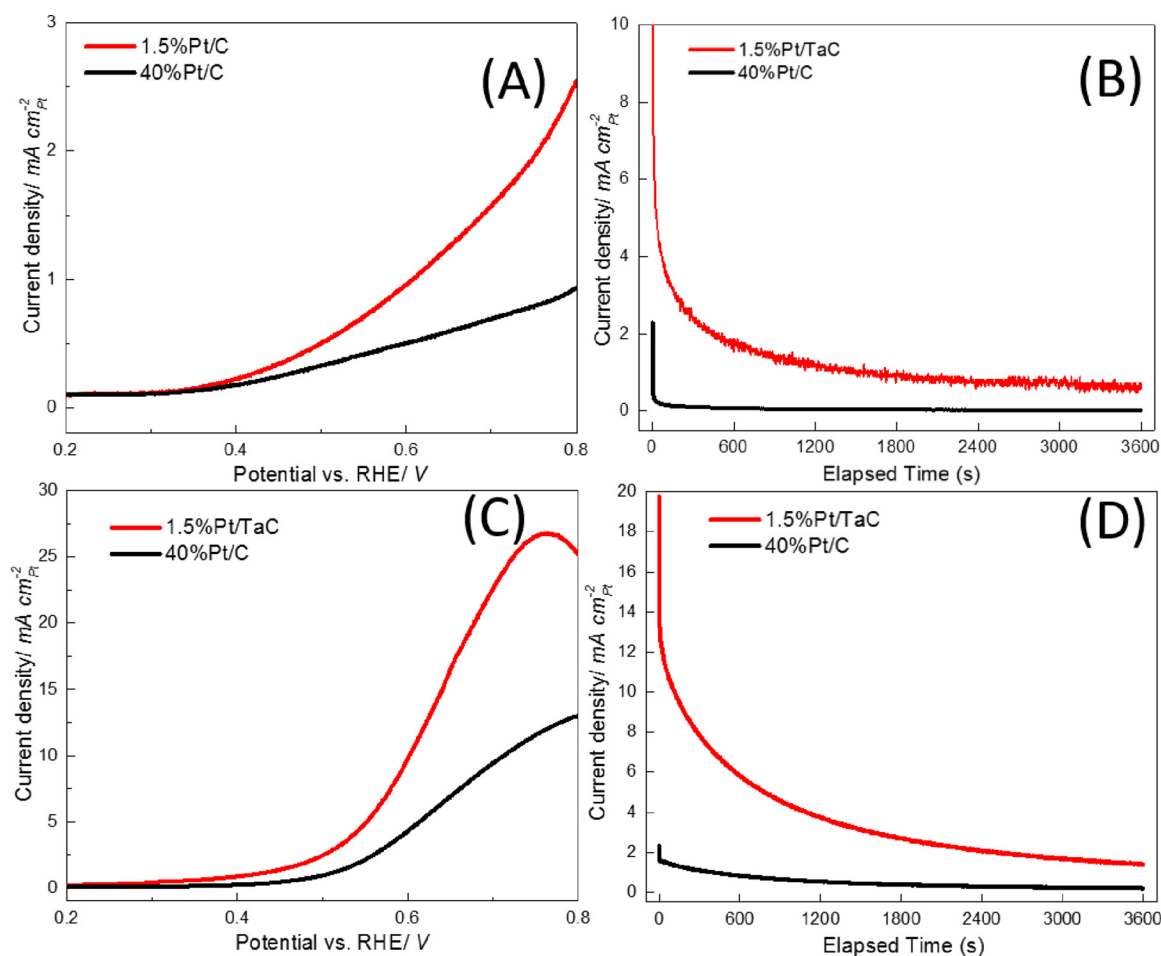 3
2
1
0
Current density/ mA cm⁻²Pt
1.5%Pt/C
40%Pt/C
(A)
0.2 0.4 0.6 0.8
Potential vs. RHE/ V
10
8
6
4
2
0
Current density/ mA cm⁻²Pt
1.5%Pt/TaC
40%Pt/C
(B)
0 600 1200 1800 2400 3000 3600
Elapsed Time (s)
30
25
20
15
10
5
0
Current density/ mA cm⁻²Pt
1.5%Pt/TaC
40%Pt/C
(C)
0.2 0.4 0.6 0.8
Potential vs. RHE/ V
20
18
16
14
12
10
8
6
4
2
0
Current density/ mA cm⁻²Pt
1.5%Pt/TaC
40%Pt/C
(D)
0 600 1200 1800 2400 3000 3600
Elapsed Time (s)